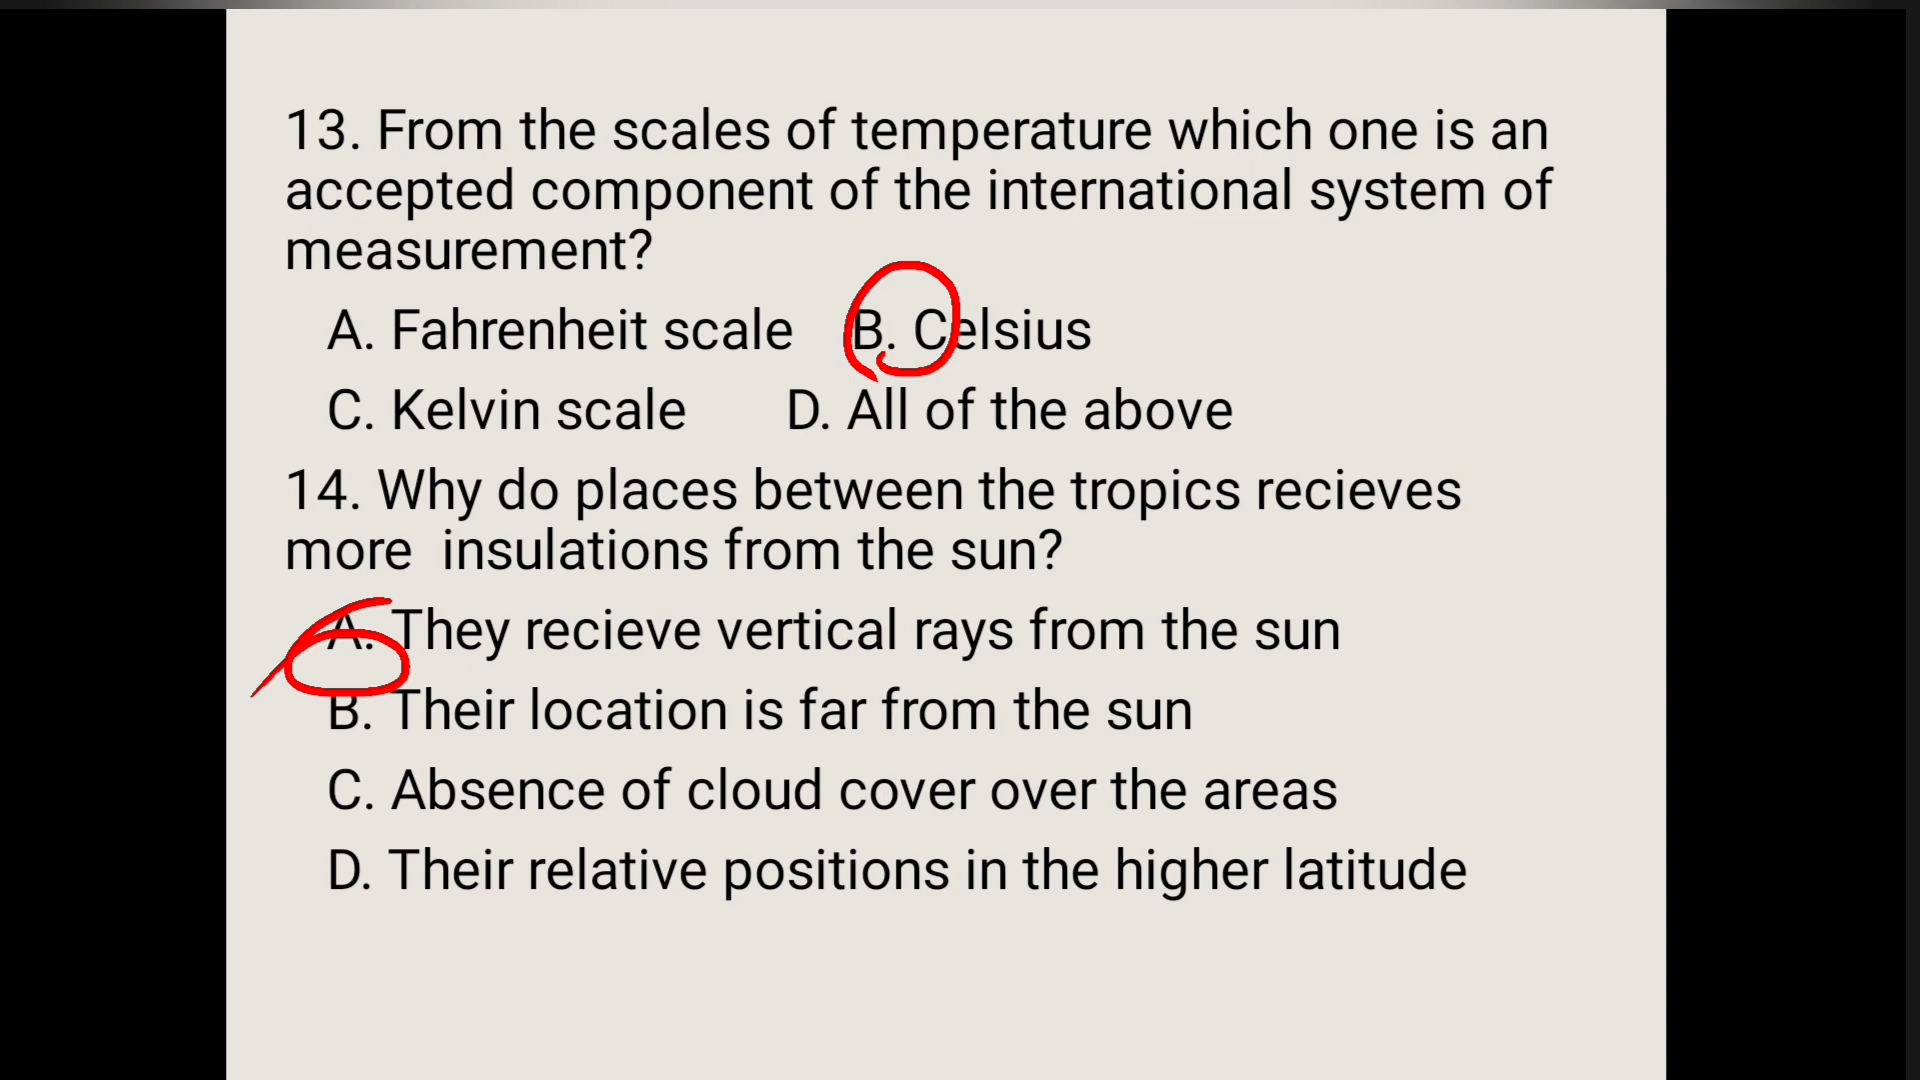 13. From the scales of temperature which one is an
accepted component of the international system of
measurement?
A. Fahrenheit scale B. Celsius
C. Kelvin scale D. All of the above
14. Why do places between the tropics recieves
more insulations from the sun?
A. They recieve vertical rays from the sun
B. Their location is far from the sun
C. Absence of cloud cover over the areas
D. Their relative positions in the higher latitude